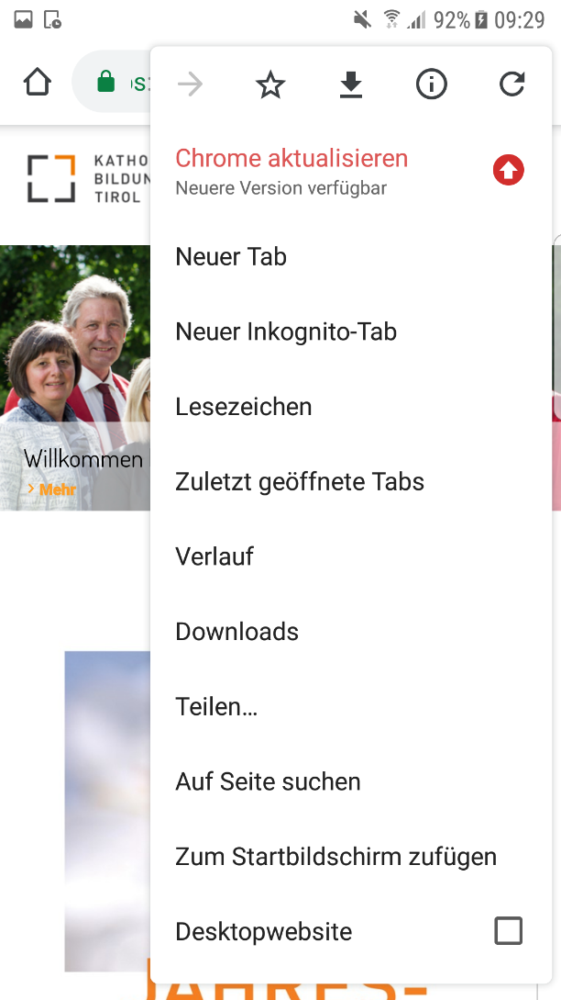 92% 09:29
s:
Chrome aktualisieren
Neuere Version verfügbar
KATHO
BILDUN
TIROL
Neuer Tab
Neuer Inkognito-Tab
Lesezeichen
Willkommen
> Mehr
Zuletzt geöffnete Tabs
Verlauf
Downloads
Teilen…
Auf Seite suchen
Zum Startbildschirm zufügen
Desktopwebsite
JAHRES-